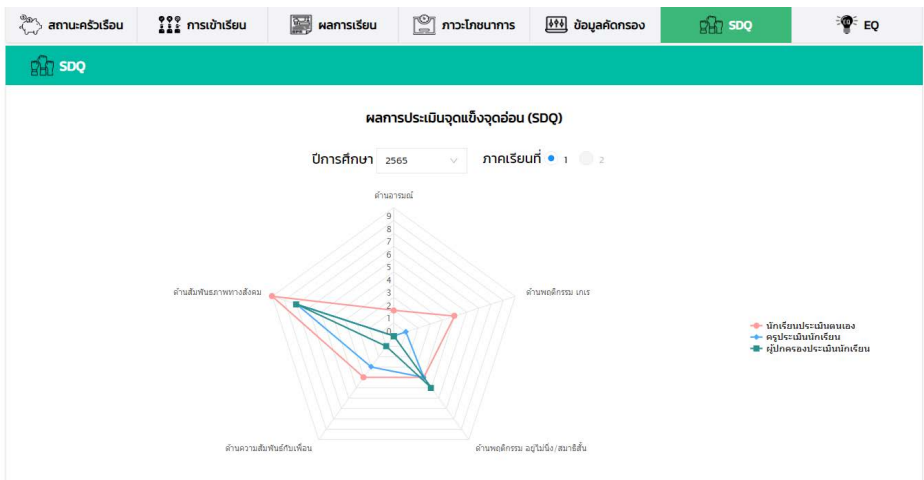 สถานะครัวเรือน การเข้าเรียน ผลการเรียน ภาวะโภชนาการ ข้อมูลคัดกรอง SDQ EQ
SDQ
ผลการประเมินจุดแข็งจุดอ่อน (SDQ)
ปีการศึกษา 2565 ภาคเรียนที่ 1 2
ด้านอารมณ์
9
8
7
6
5
4
3
2
1
0
ด้านสัมพันธภาพทางสังคม
ด้านพฤติกรรม เกเร
นักเรียนประเมินตนเอง
ครูประเมินนักเรียน
ผู้ปกครองประเมินนักเรียน
ด้านความสัมพันธ์กับเพื่อน
ด้านพฤติกรรม อยู่ไม่นิ่ง/สมาธิสั้น